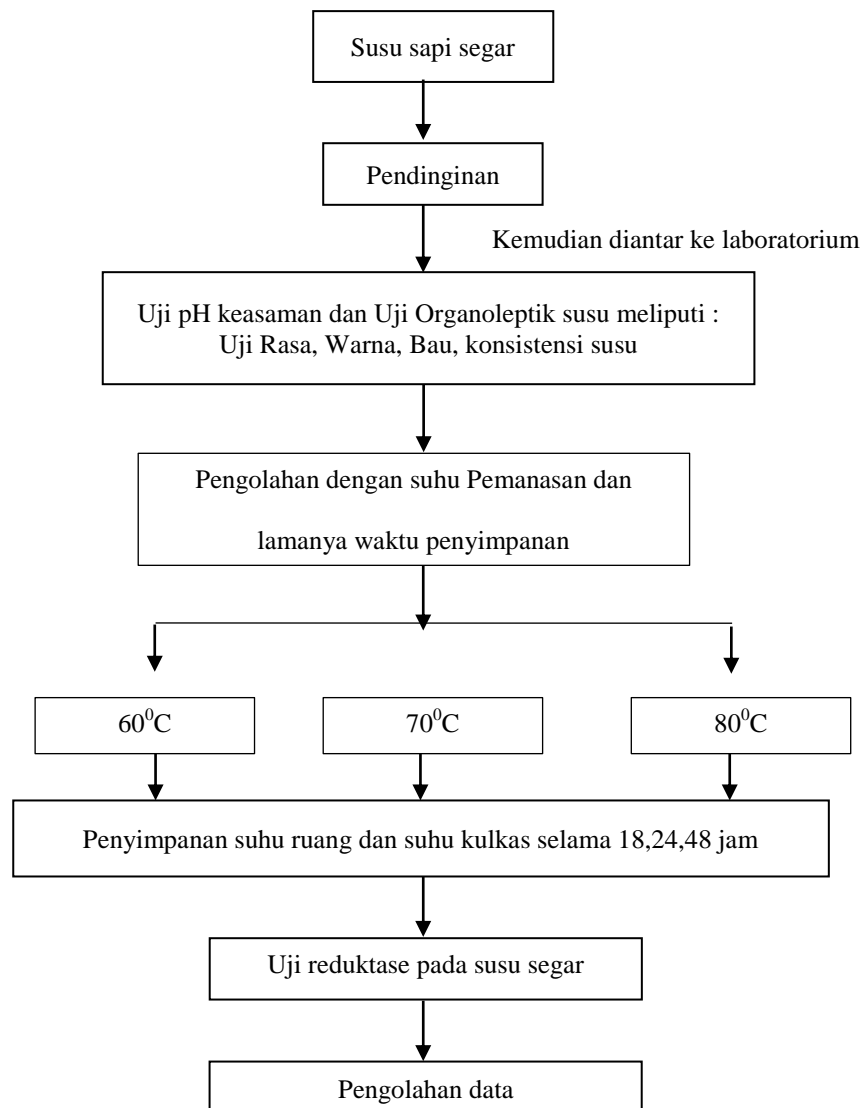 Susu sapi segar
Pendinginan
Kemudian diantar ke laboratorium
Uji pH keasaman dan Uji Organoleptik susu meliputi :
Uji Rasa, Warna, Bau, konsistensi susu
Pengolahan dengan suhu Pemanasan dan
lamanya waktu penyimpanan
60⁰C
70⁰C
80⁰C
Penyimpanan suhu ruang dan suhu kulkas selama 18,24,48 jam
Uji reduktase pada susu segar
Pengolahan data